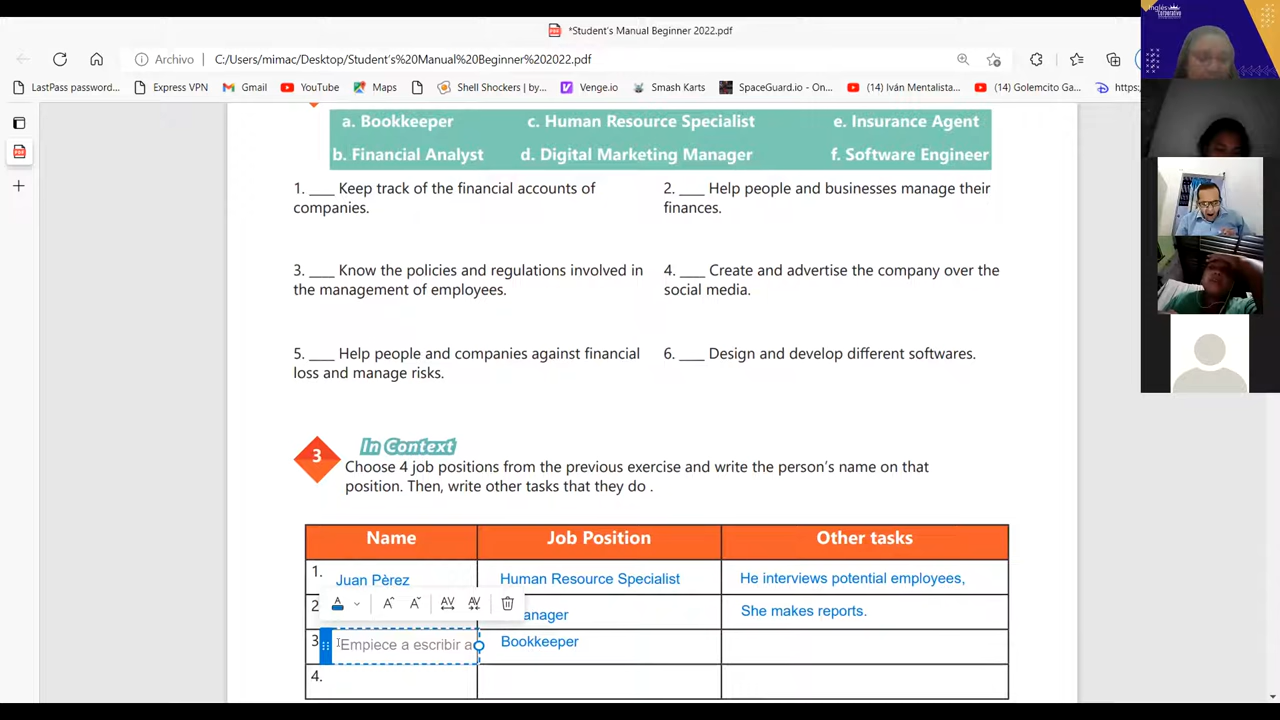 *Student's Manual Beginner 2022.pdf
Archivo
C:/Users/mimac/Desktop/Student's%20Manual%20Beginner%202022.pdf
LastPass password...
Express VPN
Gmail
YouTube
Maps
Shell Shockers | by...
Venge.io
Smash Karts
SpaceGuard.io - On...
(14) Iván Mentalista...
(14) Golemcito Ga...
https:
Inglés
Corporativo
a. Bookkeeper
c. Human Resource Specialist
e. Insurance Agent
b. Financial Analyst
d. Digital Marketing Manager
f. Software Engineer
1. ____ Keep track of the financial accounts of
companies.
2. ____ Help people and businesses manage their
finances.
3. ____ Know the policies and regulations involved in
the management of employees.
4. ____ Create and advertise the company over the
social media.
5. ____ Help people and companies against financial
loss and manage risks.
6. ____ Design and develop different softwares.
3
In Context
Choose 4 job positions from the previous exercise and write the person's name on that
position. Then, write other tasks that they do .
Name
Job Position
Other tasks
1.
Juan Pèrez
Human Resource Specialist
He interviews potential employees,
2
anager
She makes reports.
3
Empiece a escribir a
Bookkeeper
4.